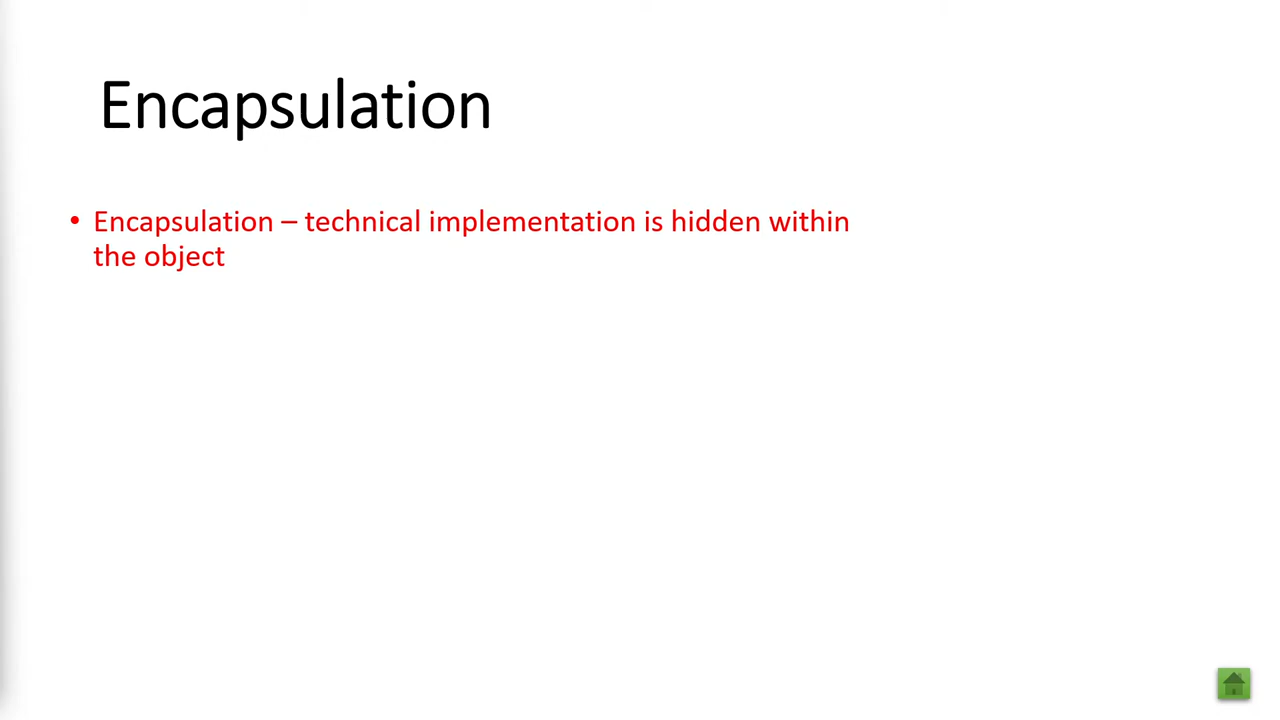 Encapsulation
• Encapsulation – technical implementation is hidden within
the object